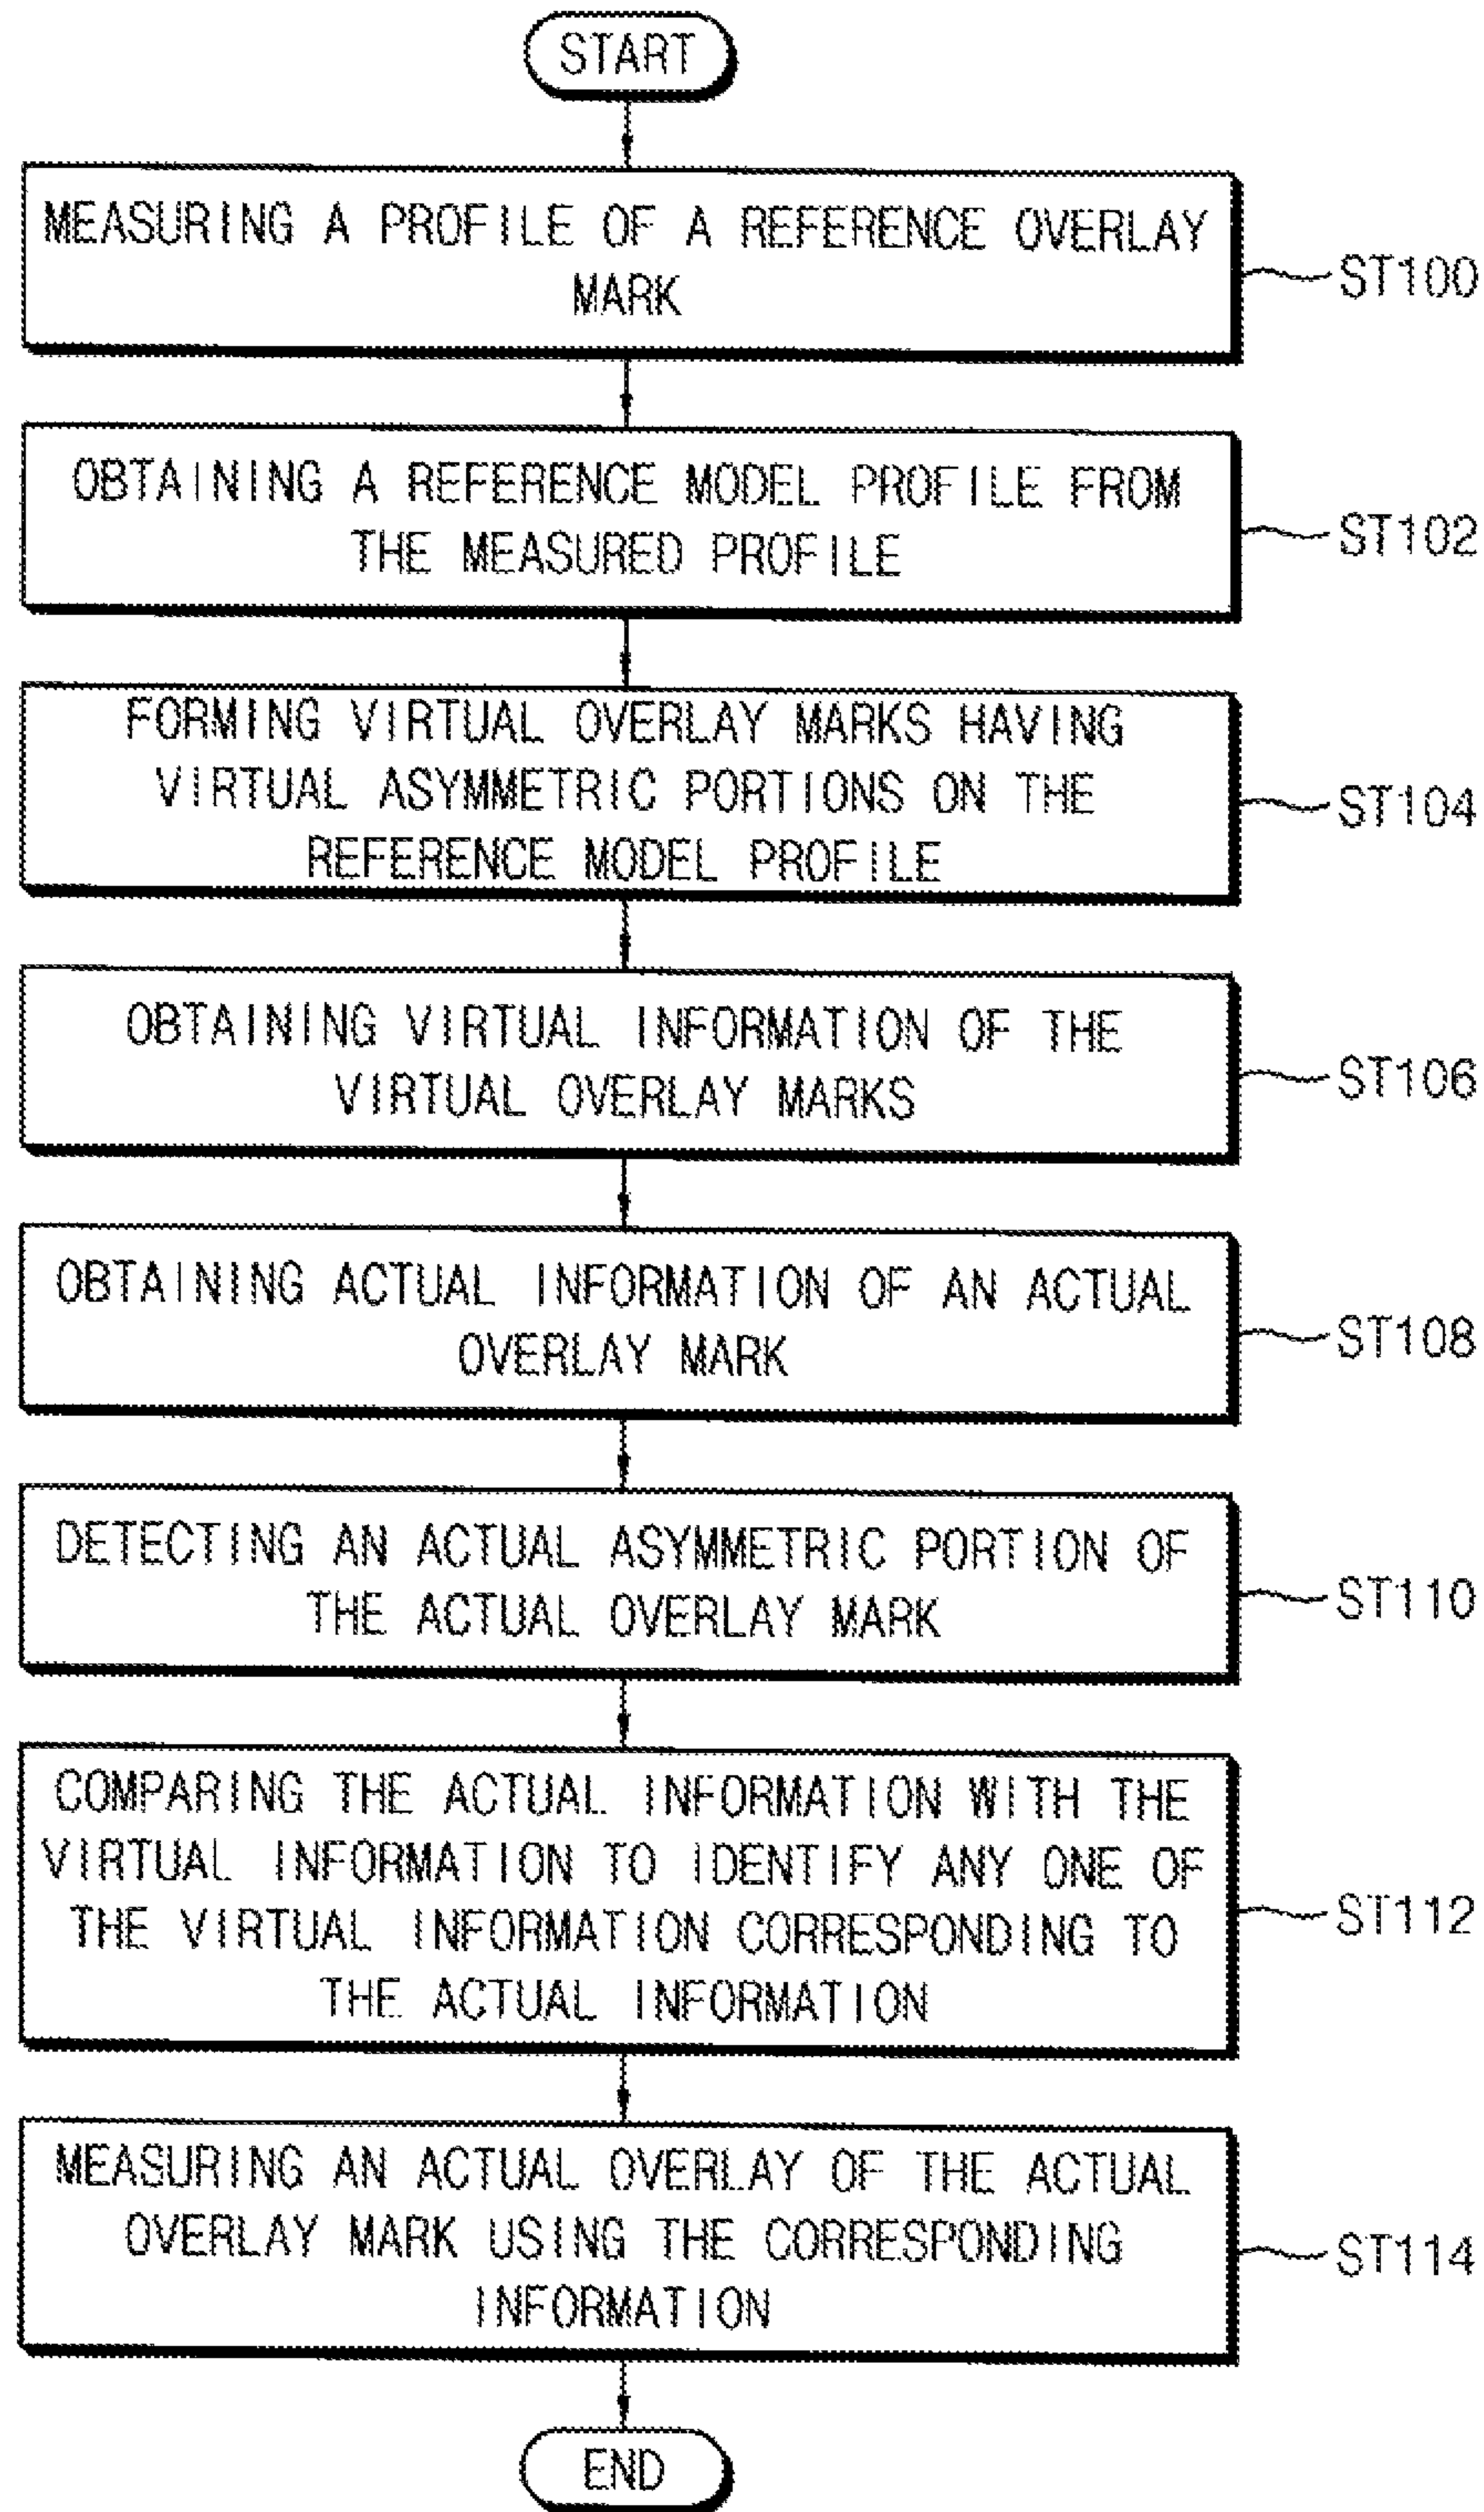 START
MEASURING A PROFILE OF A REFERENCE OVERLAY
MARK
ST100
OBTAINING A REFERENCE MODEL PROFILE FROM
THE MEASURED PROFILE
ST102
FORMING VIRTUAL OVERLAY MARKS HAVING
VIRTUAL ASYMMETRIC PORTIONS ON THE
REFERENCE MODEL PROFILE
ST104
OBTAINING VIRTUAL INFORMATION OF THE
VIRTUAL OVERLAY MARKS
ST106
OBTAINING ACTUAL INFORMATION OF AN ACTUAL
OVERLAY MARK
ST108
DETECTING AN ACTUAL ASYMMETRIC PORTION OF
THE ACTUAL OVERLAY MARK
ST110
COMPARING THE ACTUAL INFORMATION WITH THE
VIRTUAL INFORMATION TO IDENTIFY ANY ONE OF
THE VIRTUAL INFORMATION CORRESPONDING TO
THE ACTUAL INFORMATION
ST112
MEASURING AN ACTUAL OVERLAY OF THE ACTUAL
OVERLAY MARK USING THE CORRESPONDING
INFORMATION
ST114
END